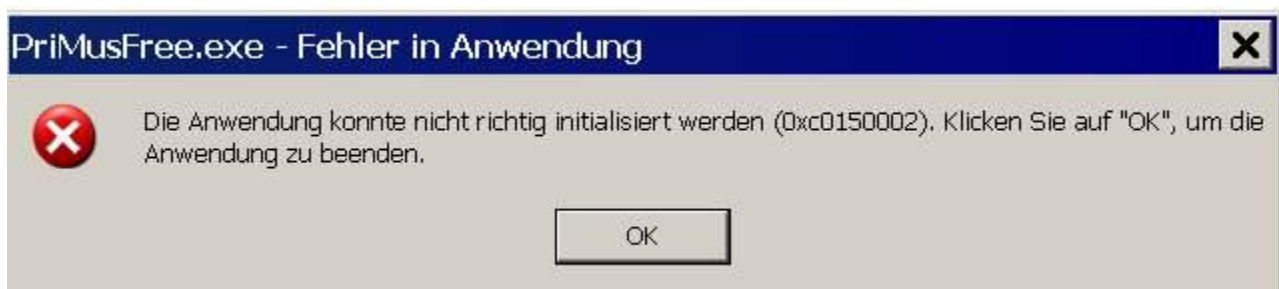 PriMusFree.exe - Fehler in Anwendung
Die Anwendung konnte nicht richtig initialisiert werden (0xc0150002). Klicken Sie auf "OK", um die
Anwendung zu beenden.
OK